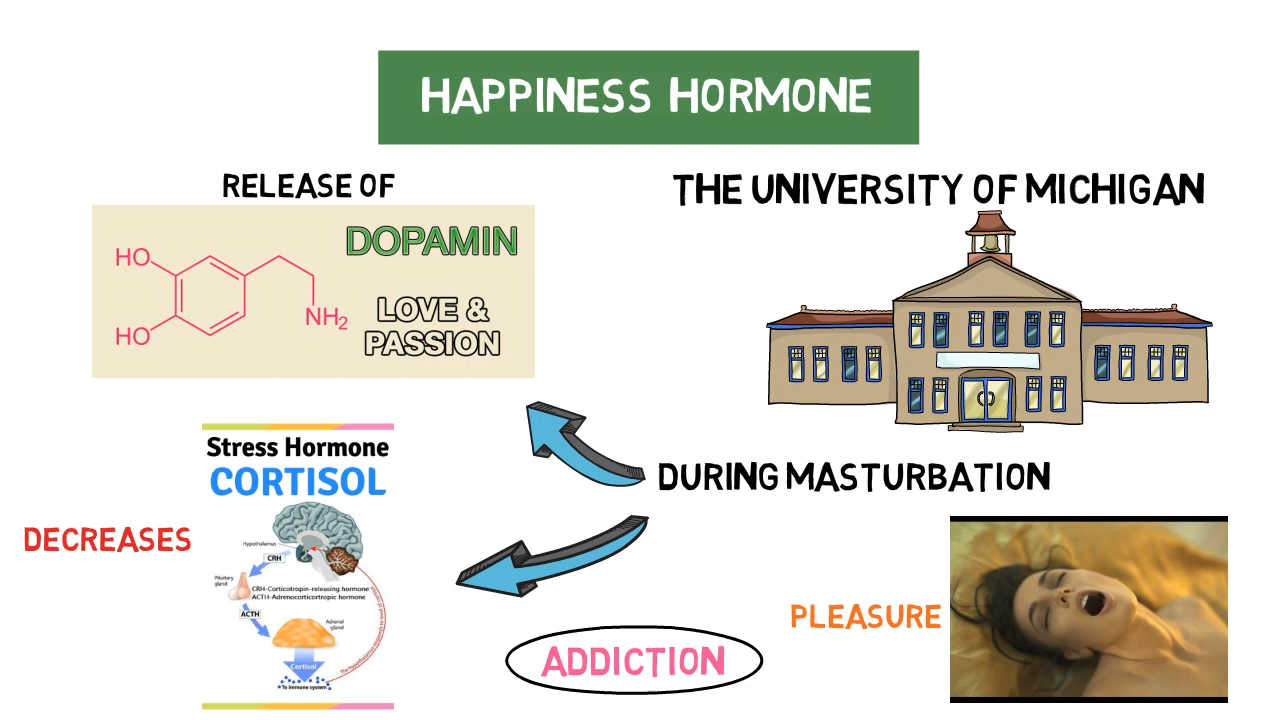 HAPPINESS HORMONE
RELEASE OF
THE UNIVERSITY OF MICHIGAN
HO
HO
NH2
DOPAMIN
LOVE &
PASSION
Stress Hormone
CORTISOL
DECREASES
Hypothalamus
CRH
Pituitary
gland
CRH-Corticotropin-releasing hormone
ACTH-Adrenocorticortropic hormone
ACTH
Adrenal
gland
Cortisol
To immune system
DURING MASTURBATION
PLEASURE
ADDICTION